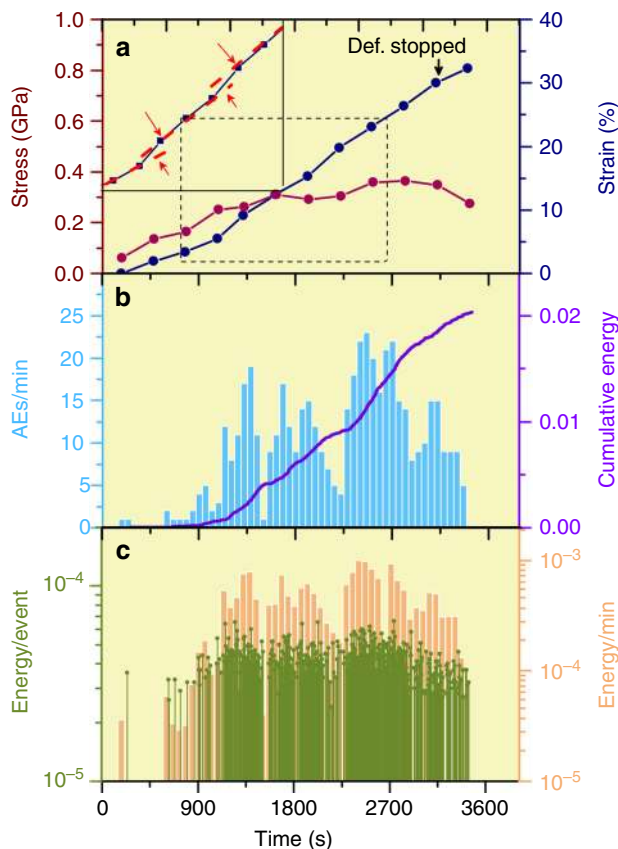 a
Def. stopped
Stress (GPa)
1.0
0.8
0.6
0.4
0.2
0.0
Strain (%)
40
30
20
10
0
b
AEs/min
25
20
15
10
5
0
Cumulative energy
0.02
0.01
0.00
c
Energy/event
10⁻⁴
10⁻⁵
Energy/min
10⁻³
10⁻⁴
10⁻⁵
0 900 1800 2700 3600
Time (s)